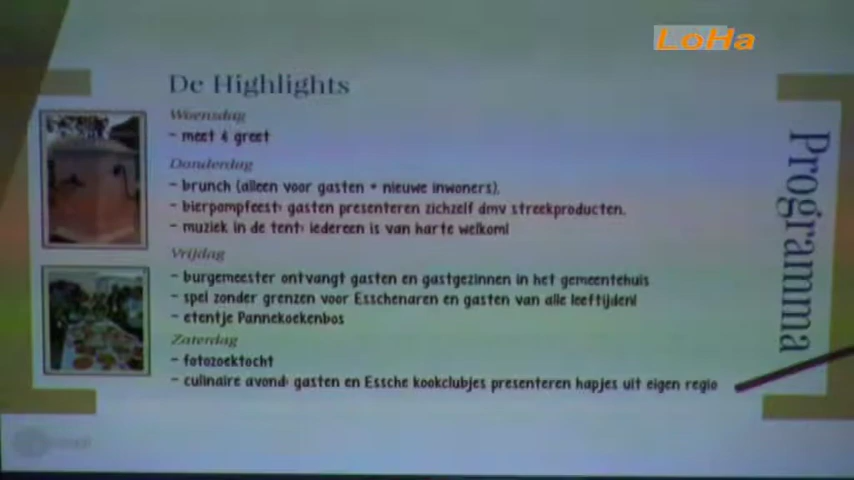 LoHa
De Highlights
Woensdag
- meet & greet
Donderdag
- brunch (alleen voor gasten + nieuwe inwoners).
- bierpompfeest: gasten presenteren zichzelf dmv streekproducten.
- muziek in de tent: iedereen is van harte welkom!
Vrijdag
- burgemeester ontvangt gasten en gastgezinnen in het gemeentehuis
- spel zonder grenzen voor Esschenaren en gasten van alle leeftijden!
- etentje Pannekoekenbos
Zaterdag
- fotozoektocht
- culinaire avond: gasten en Essche kookclubjes presenteren hapjes uit eigen regio
Programma